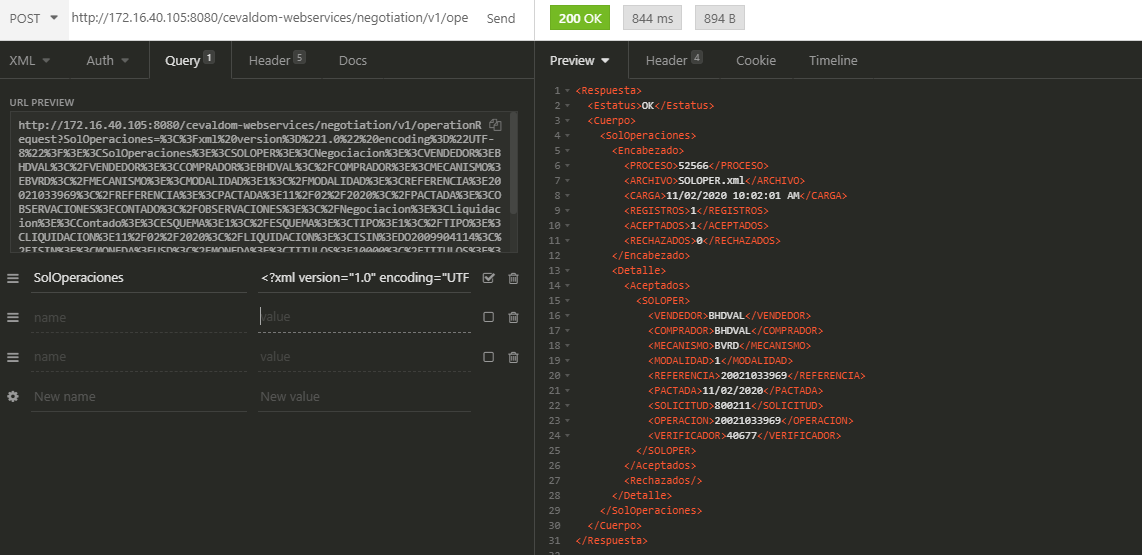 POST http://172.16.40.105:8080/cevaldom-webservices/negotiation/v1/ope Send
XML Auth Query 1 Header 5 Docs
URL PREVIEW
http://172.16.40.105:8080/cevaldom-webservices/negotiation/v1/operationR
equest?SolOperaciones=%3C%3Fxml%20version%3D%221.0%22%20encoding%3D%22UTF-
8%22%3F%3E%3CSolOperaciones%3E%3CSOLOPER%3E%3CNegociacion%3E%3CVENDEDOR%3EB
HDVAL%3C%2FVENDEDOR%3E%3CCOMPRADOR%3EBHDVAL%3C%2FCOMPRADOR%3E%3CMECANISMO%3
EBVRD%3C%2FMECANISMO%3E%3CMODALIDAD%3E1%3C%2FMODALIDAD%3E%3CREFERENCIA%3E20
021033969%3C%2FREFERENCIA%3E%3CPACTADA%3E11%2F02%2F2020%3C%2FPACTADA%3E%3CO
BSERVACIONES%3ECONTADO%3C%2FOBSERVACIONES%3E%3C%2FNegociacion%3E%3CLiquidac
ion%3E%3CContado%3E%3CESQUEMA%3E1%3C%2FESQUEMA%3E%3CTIPO%3E1%3C%2FTIPO%3E%3
CLIQUIDACION%3E11%2F02%2F2020%3C%2FLIQUIDACION%3E%3CISIN%3EDO2009904114%3C%
2FISIN%3E%3CMONEDA%3EUSD%3C%2FMONEDA%3E%3CTITULOS%3E10000%3C%2FTITULOS%3E%3
SolOperaciones <?xml version="1.0" encoding="UTF
name value
name value
New name New value
200 OK 844 ms 894 B
Preview Header 4 Cookie Timeline
1 <Respuesta>
2 <Estatus>OK</Estatus>
3 <Cuerpo>
4 <SolOperaciones>
5 <Encabezado>
6 <PROCESO>52566</PROCESO>
7 <ARCHIVO>SOLOPER.xml</ARCHIVO>
8 <CARGA>11/02/2020 10:02:01 AM</CARGA>
9 <REGISTROS>1</REGISTROS>
10 <ACEPTADOS>1</ACEPTADOS>
11 <RECHAZADOS>0</RECHAZADOS>
12 </Encabezado>
13 <Detalle>
14 <Aceptados>
15 <SOLOPER>
16 <VENDEDOR>BHDVAL</VENDEDOR>
17 <COMPRADOR>BHDVAL</COMPRADOR>
18 <MECANISMO>BVRD</MECANISMO>
19 <MODALIDAD>1</MODALIDAD>
20 <REFERENCIA>20021033969</REFERENCIA>
21 <PACTADA>11/02/2020</PACTADA>
22 <SOLICITUD>800211</SOLICITUD>
23 <OPERACION>20021033969</OPERACION>
24 <VERIFICADOR>40677</VERIFICADOR>
25 </SOLOPER>
26 </Aceptados>
27 <Rechazados/>
28 </Detalle>
29 </SolOperaciones>
30 </Cuerpo>
31 </Respuesta>